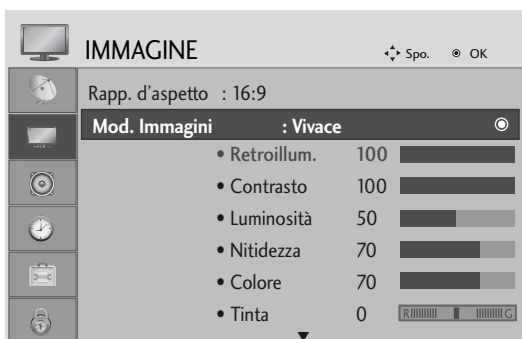 IMMAGINE Spo. OK
Rapp. d'aspetto : 16:9
Mod. Immagini : Vivace
• Retroillum. 100
• Contrasto 100
• Luminosità 50
• Nitidezza 70
• Colore 70
• Tinta 0 R G